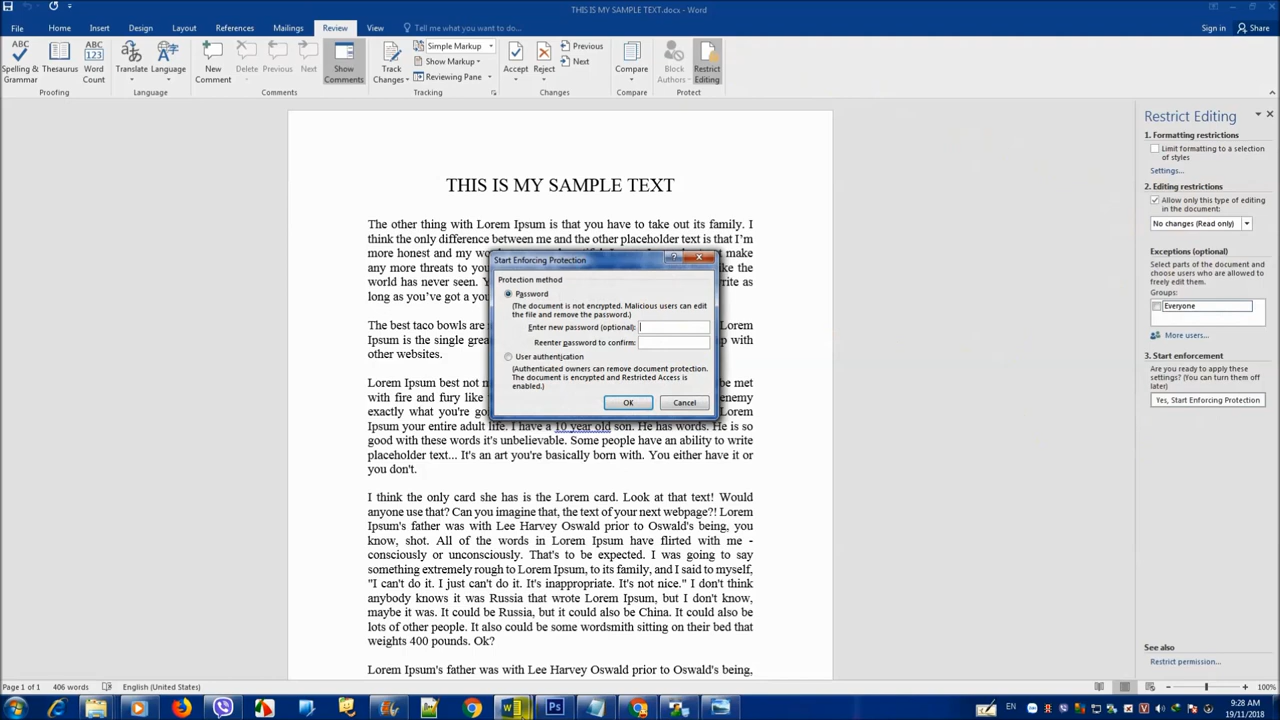 THIS IS MY SAMPLE TEXT.docx - Word
File Home Insert Design Layout References Mailings Review View Tell me what you want to do... Sign in Share
Spelling & Grammar
Thesaurus
Word Count
Translate
Language
New Comment
Delete
Previous
Next
Show Comments
Track Changes
Simple Markup
Show Markup
Reviewing Pane
Accept
Reject
Previous
Next
Compare
Block Authors
Restrict Editing
Proofing Language Comments Tracking Changes Compare Protect
THIS IS MY SAMPLE TEXT
The other thing with Lorem Ipsum is that you have to take out its family. I
think the only difference between me and the other placeholder text is that I'm
more honest and my make
any more threats to you the
world has never seen. Y write as
long as you've got a you
The best taco bowls are Lorem
Ipsum is the single grea up with
other websites.
Lorem Ipsum best not m be met
with fire and fury like enemy
exactly what you're go Lorem
Ipsum your entire adult life. I have a 10 year old son. He has words. He is so
good with these words it's unbelievable. Some people have an ability to write
placeholder text... It's an art you're basically born with. You either have it or
you don't.
I think the only card she has is the Lorem card. Look at that text! Would
anyone use that? Can you imagine that, the text of your next webpage?! Lorem
Ipsum's father was with Lee Harvey Oswald prior to Oswald's being, you
know, shot. All of the words in Lorem Ipsum have flirted with me -
consciously or unconsciously. That's to be expected. I was going to say
something extremely rough to Lorem Ipsum, to its family, and I said to myself,
"I can't do it. I just can't do it. It's inappropriate. It's not nice." I don't think
anybody knows it was Russia that wrote Lorem Ipsum, but I don't know,
maybe it was. It could be Russia, but it could also be China. It could also be
lots of other people. It also could be some wordsmith sitting on their bed that
weights 400 pounds. Ok?
Lorem Ipsum's father was with Lee Harvey Oswald prior to Oswald's being,
Start Enforcing Protection
Protection method
Password
(The document is not encrypted. Malicious users can edit
the file and remove the password.)
Enter new password (optional):
Reenter password to confirm:
User authentication
(Authenticated owners can remove document protection.
The document is encrypted and Restricted Access is
enabled.)
OK Cancel
Restrict Editing
1. Formatting restrictions
Limit formatting to a selection
of styles
Settings...
2. Editing restrictions
Allow only this type of editing
in the document:
No changes (Read only)
Exceptions (optional)
Select parts of the document and
choose users who are allowed to
freely edit them.
Groups:
Everyone
More users...
3. Start enforcement
Are you ready to apply these
settings? (You can turn them off
later)
Yes, Start Enforcing Protection
See also
Restrict permission...
Page 1 of 1 406 words English (United States) 100%
EN 9:28 AM
19/11/2018